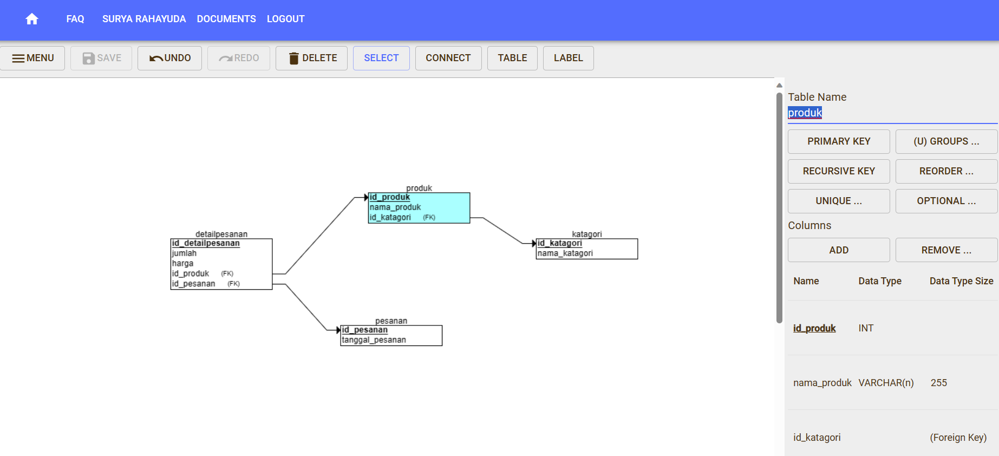 FAQ SURYA RAHAYUDA DOCUMENTS LOGOUT
MENU SAVE UNDO REDO DELETE SELECT CONNECT TABLE LABEL
produk
id_produk
nama_produk
id_katagori (FK)
detailpesanan
id_detailpesanan
jumlah
harga
id_produk (FK)
id_pesanan (FK)
katagori
id_katagori
nama_katagori
pesanan
id_pesanan
tanggal_pesanan
Table Name
produk
PRIMARY KEY (U) GROUPS ...
RECURSIVE KEY REORDER ...
UNIQUE ... OPTIONAL ...
Columns
ADD REMOVE ...
Name Data Type Data Type Size
id_produk INT
nama_produk VARCHAR(n) 255
id_katagori (Foreign Key)